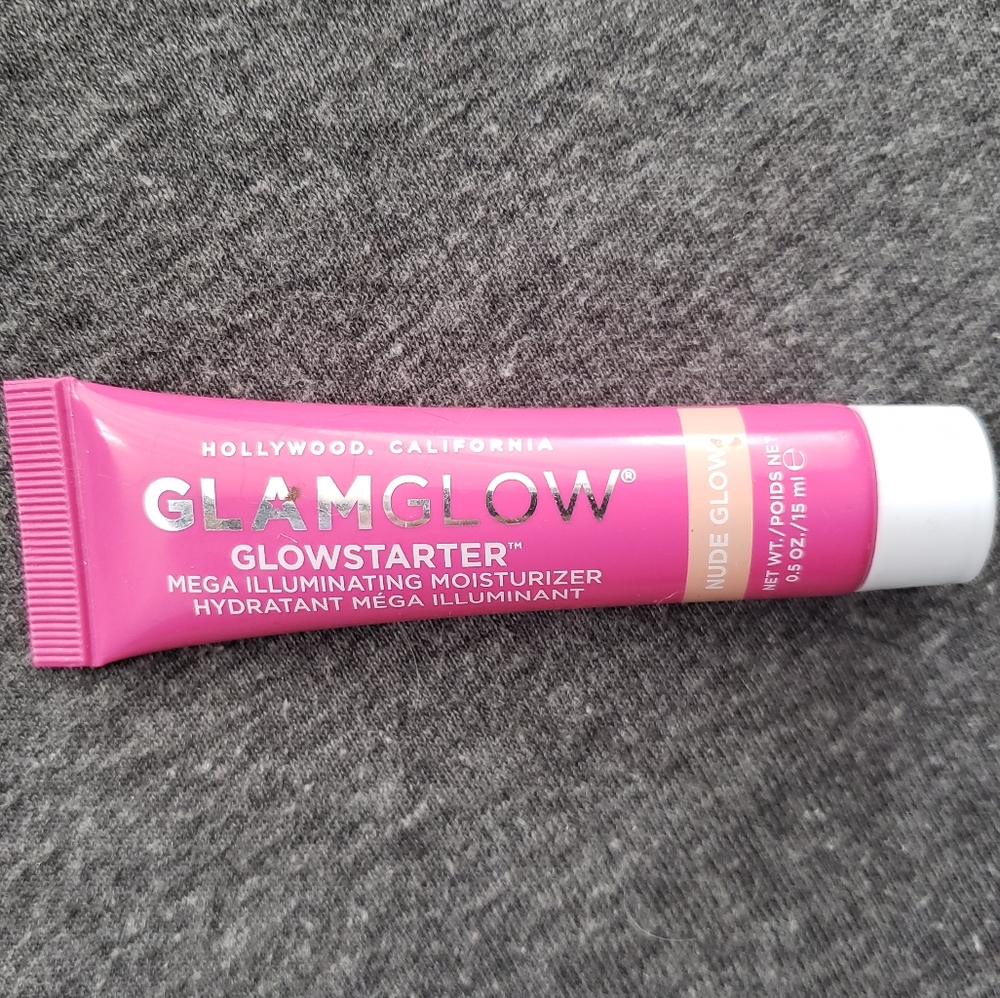 HOLLYWOOD, CALIFORNIA
GLAMGLOW®
GLOWSTARTER™
MEGA ILLUMINATING MOISTURIZER
HYDRATANT MÉGA ILLUMINANT
NUDE GLOW
NET WT./POIDS NET
0.5 OZ./15 ml ℮